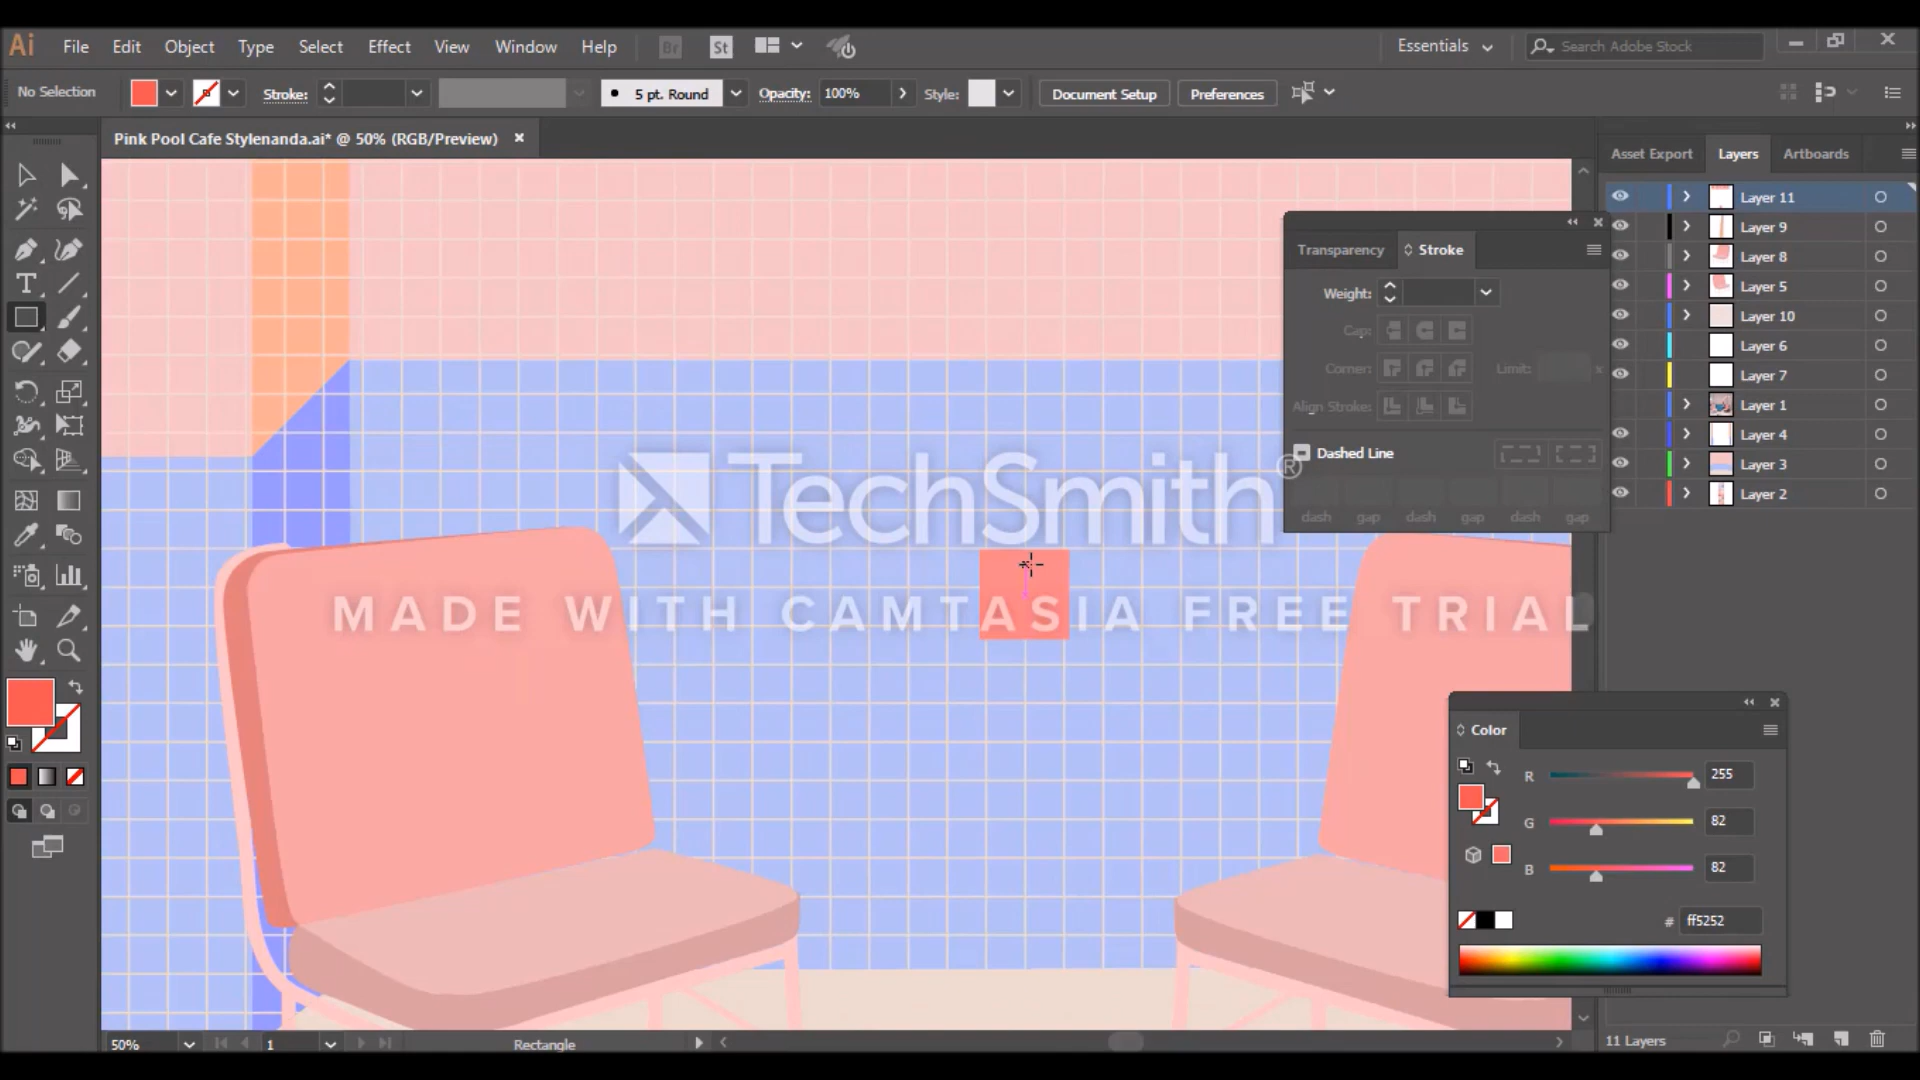 Ai File Edit Object Type Select Effect View Window Help Br St Essentials Search Adobe Stock
No Selection Stroke: 5 pt. Round Opacity: 100% Style: Document Setup Preferences
Pink Pool Cafe Stylenanda.ai* @ 50% (RGB/Preview)
Asset Export Layers Artboards
Layer 11
Layer 9
Layer 8
Layer 5
Layer 10
Layer 6
Layer 7
Layer 1
Layer 4
Layer 3
Layer 2
Transparency Stroke
Weight:
Cap:
Corner: Limit: x
Align Stroke:
Dashed Line
dash gap dash gap dash gap
TechSmith®
MADE WITH CAMTASIA FREE TRIAL
Color
R 255
G 82
B 82
# ff5252
50% 1 Rectangle
11 Layers